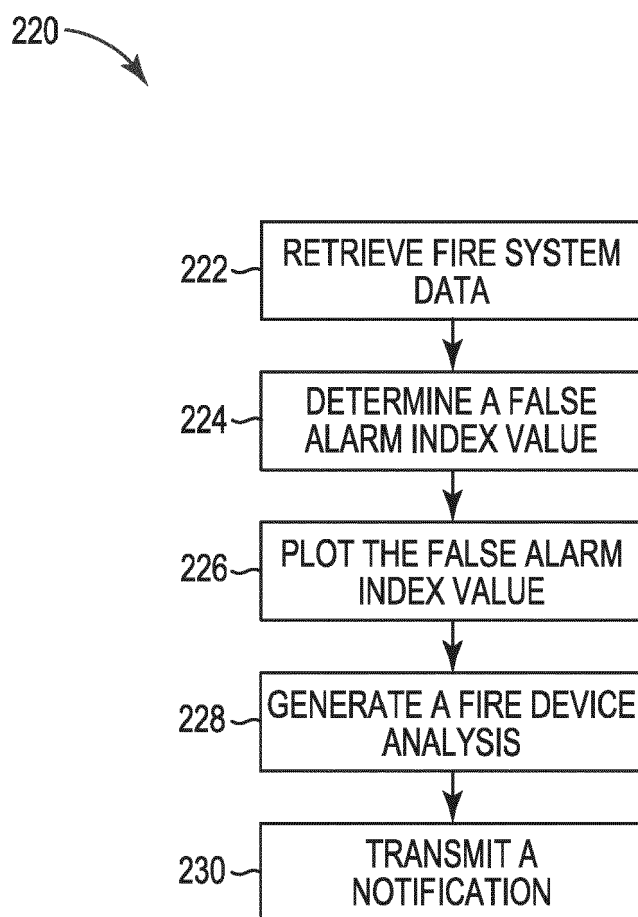 220
222
RETRIEVE FIRE SYSTEM
DATA
224
DETERMINE A FALSE
ALARM INDEX VALUE
226
PLOT THE FALSE ALARM
INDEX VALUE
228
GENERATE A FIRE DEVICE
ANALYSIS
230
TRANSMIT A
NOTIFICATION